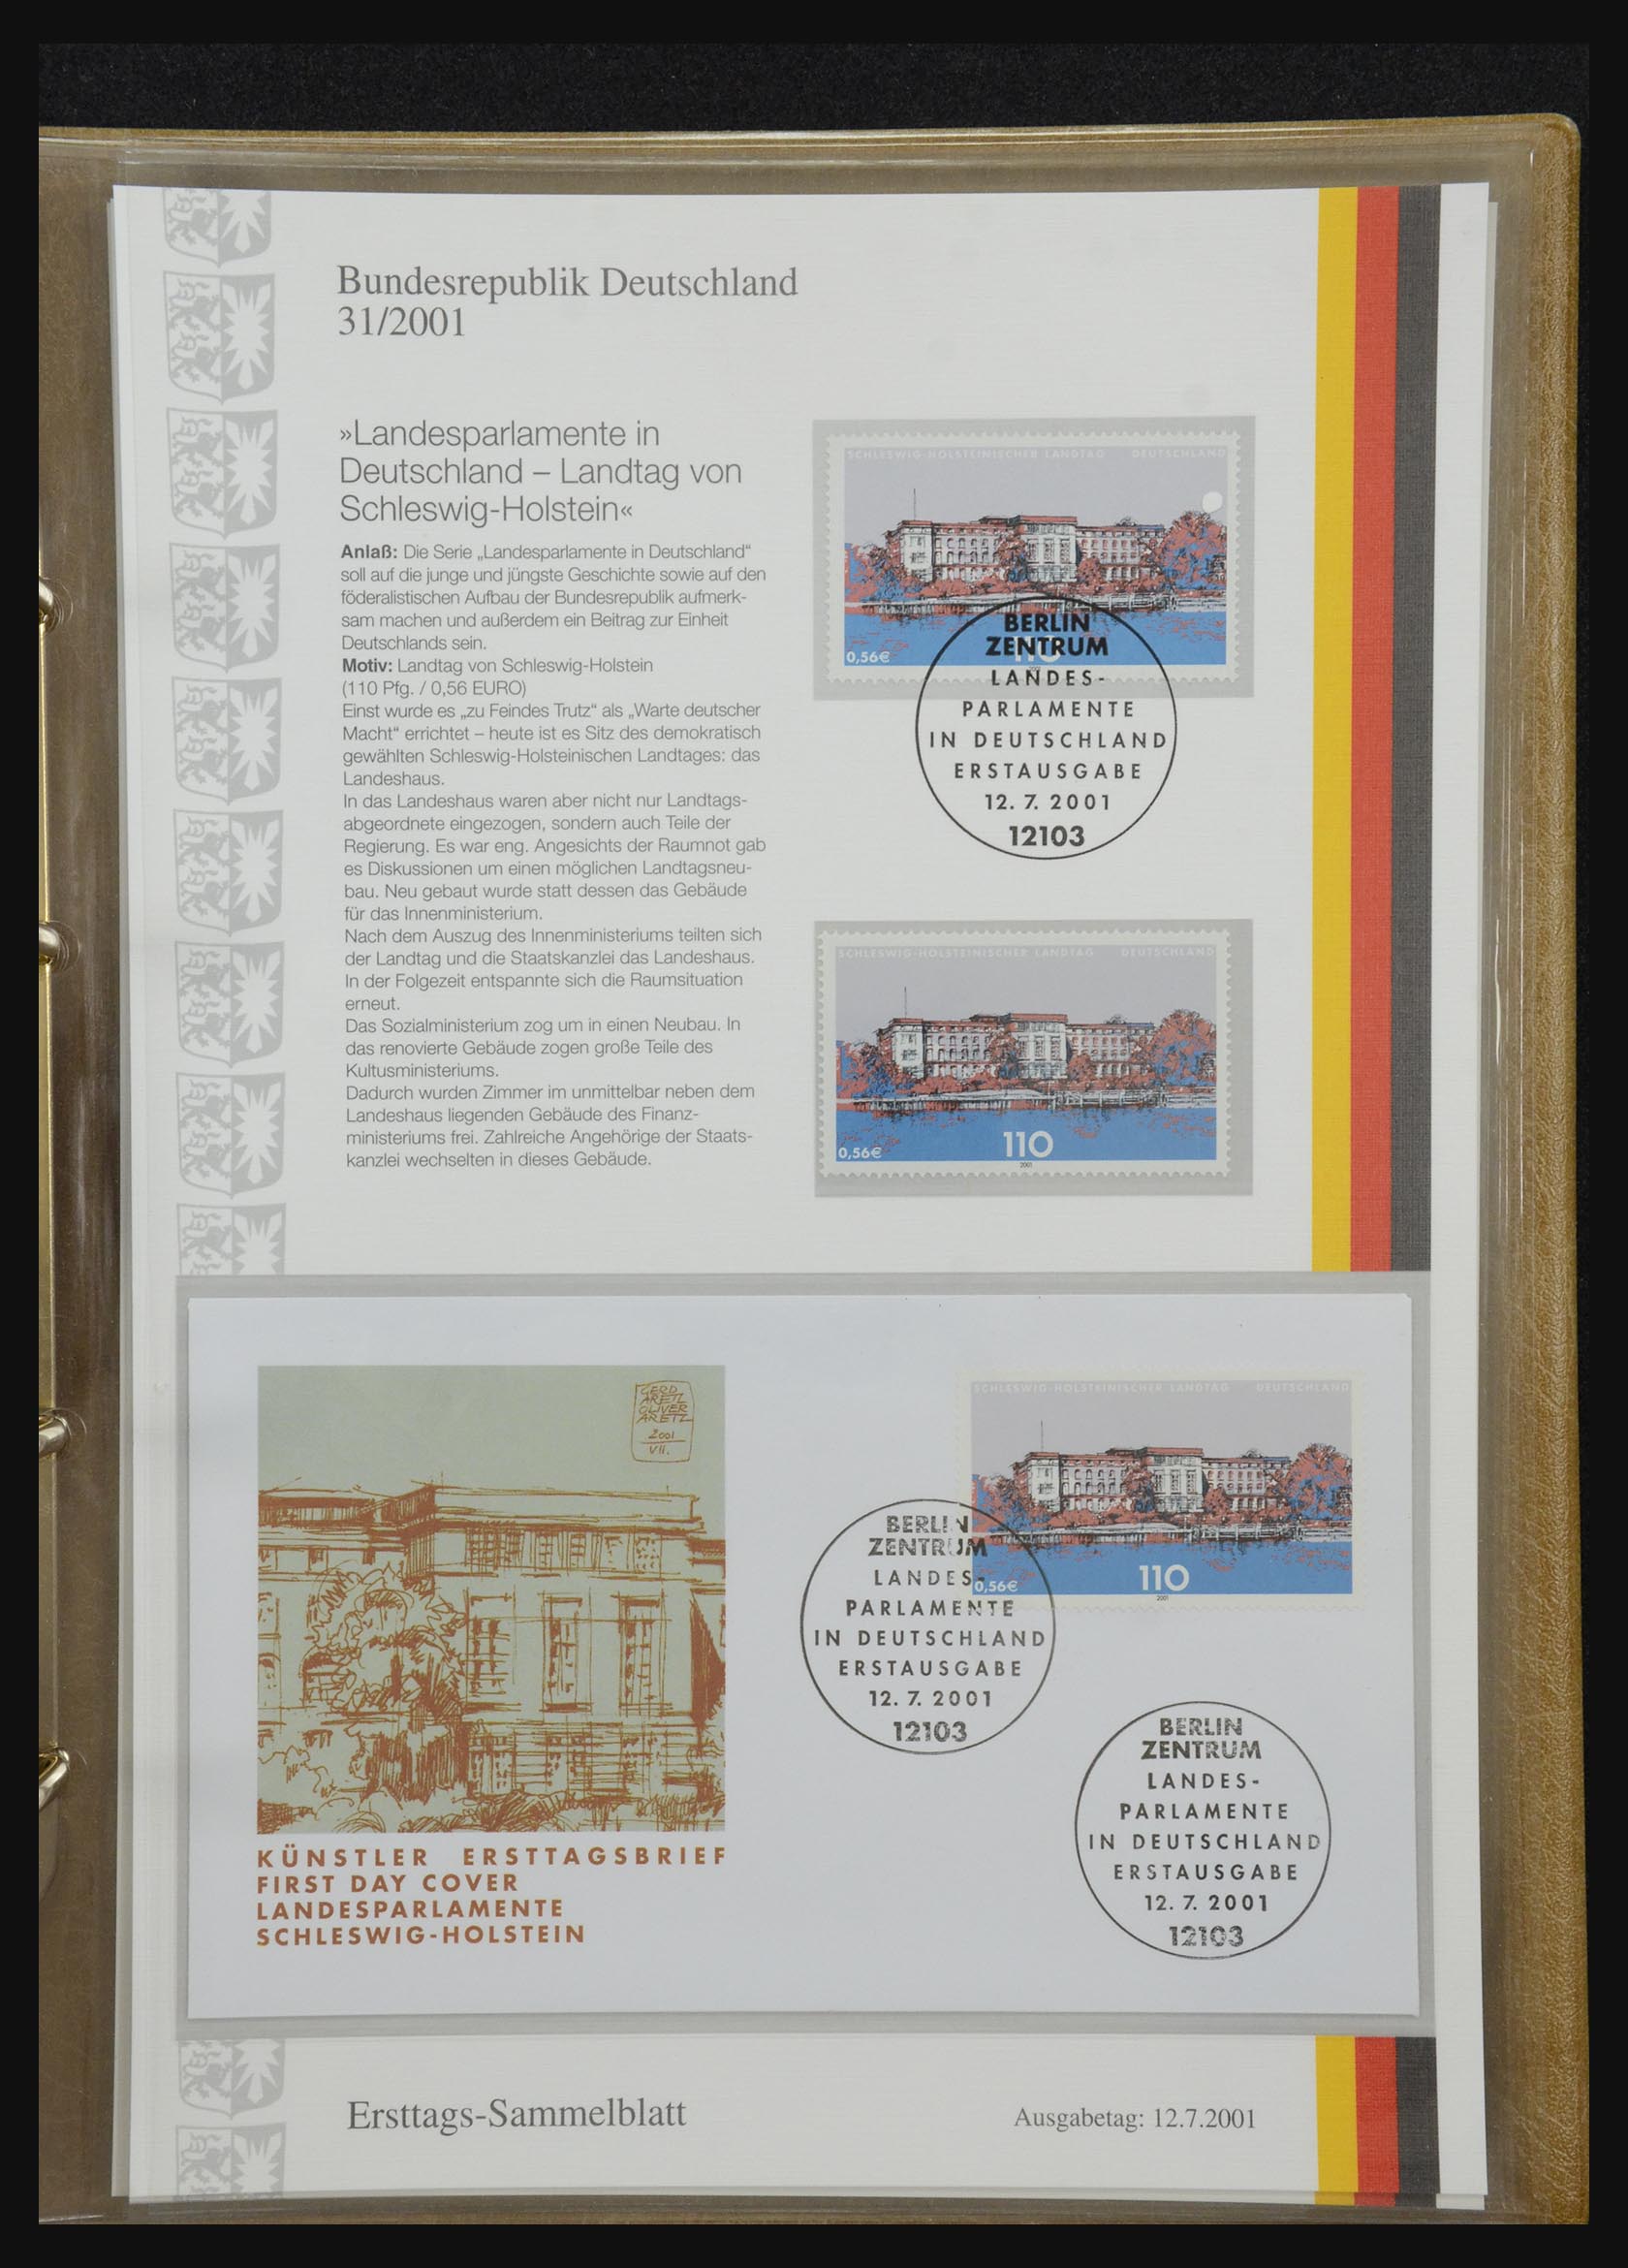 Bundesrepublik Deutschland
31/2001
»Landesparlamente in
Deutschland – Landtag von
Schleswig-Holstein«
Anlaß: Die Serie „Landesparlamente in Deutschland“
soll auf die junge und jüngste Geschichte sowie auf den
föderalistischen Aufbau der Bundesrepublik aufmerk-
sam machen und außerdem ein Beitrag zur Einheit
Deutschlands sein.
Motiv: Landtag von Schleswig-Holstein
(110 Pfg. / 0,56 EURO)
Einst wurde es „zu Feindes Trutz“ als „Warte deutscher
Macht“ errichtet – heute ist es Sitz des demokratisch
gewählten Schleswig-Holsteinischen Landtages: das
Landeshaus.
In das Landeshaus waren aber nicht nur Landtags-
abgeordnete eingezogen, sondern auch Teile der
Regierung. Es war eng. Angesichts der Raumnot gab
es Diskussionen um einen möglichen Landtagsneu-
bau. Neu gebaut wurde statt dessen das Gebäude
für das Innenministerium.
Nach dem Auszug des Innenministeriums teilten sich
der Landtag und die Staatskanzlei das Landeshaus.
In der Folgezeit entspannte sich die Raumsituation
erneut.
Das Sozialministerium zog um in einen Neubau. In
das renovierte Gebäude zogen große Teile des
Kultusministeriums.
Dadurch wurden Zimmer im unmittelbar neben dem
Landeshaus liegenden Gebäude des Finanz-
ministeriums frei. Zahlreiche Angehörige der Staats-
kanzlei wechselten in dieses Gebäude.
SCHLESWIG-HOLSTEINISCHER LANDTAG DEUTSCHLAND
0,56€
110
BERLIN
ZENTRUM
LANDES-
PARLAMENTE
IN DEUTSCHLAND
ERSTAUSGABE
12. 7. 2001
12103
SCHLESWIG-HOLSTEINISCHER LANDTAG DEUTSCHLAND
0,56€
110
2001
GERD
ARETZ
OLIVER
ARETZ
2001
VII.
SCHLESWIG-HOLSTEINISCHER LANDTAG DEUTSCHLAND
0,56€
110
2001
BERLIN
ZENTRUM
LANDES-
PARLAMENTE
IN DEUTSCHLAND
ERSTAUSGABE
12. 7. 2001
12103
BERLIN
ZENTRUM
LANDES-
PARLAMENTE
IN DEUTSCHLAND
ERSTAUSGABE
12. 7. 2001
12103
KÜNSTLER ERSTTAGSBRIEF
FIRST DAY COVER
LANDESPARLAMENTE
SCHLESWIG-HOLSTEIN
Ersttags-Sammelblatt
Ausgabetag: 12.7.2001